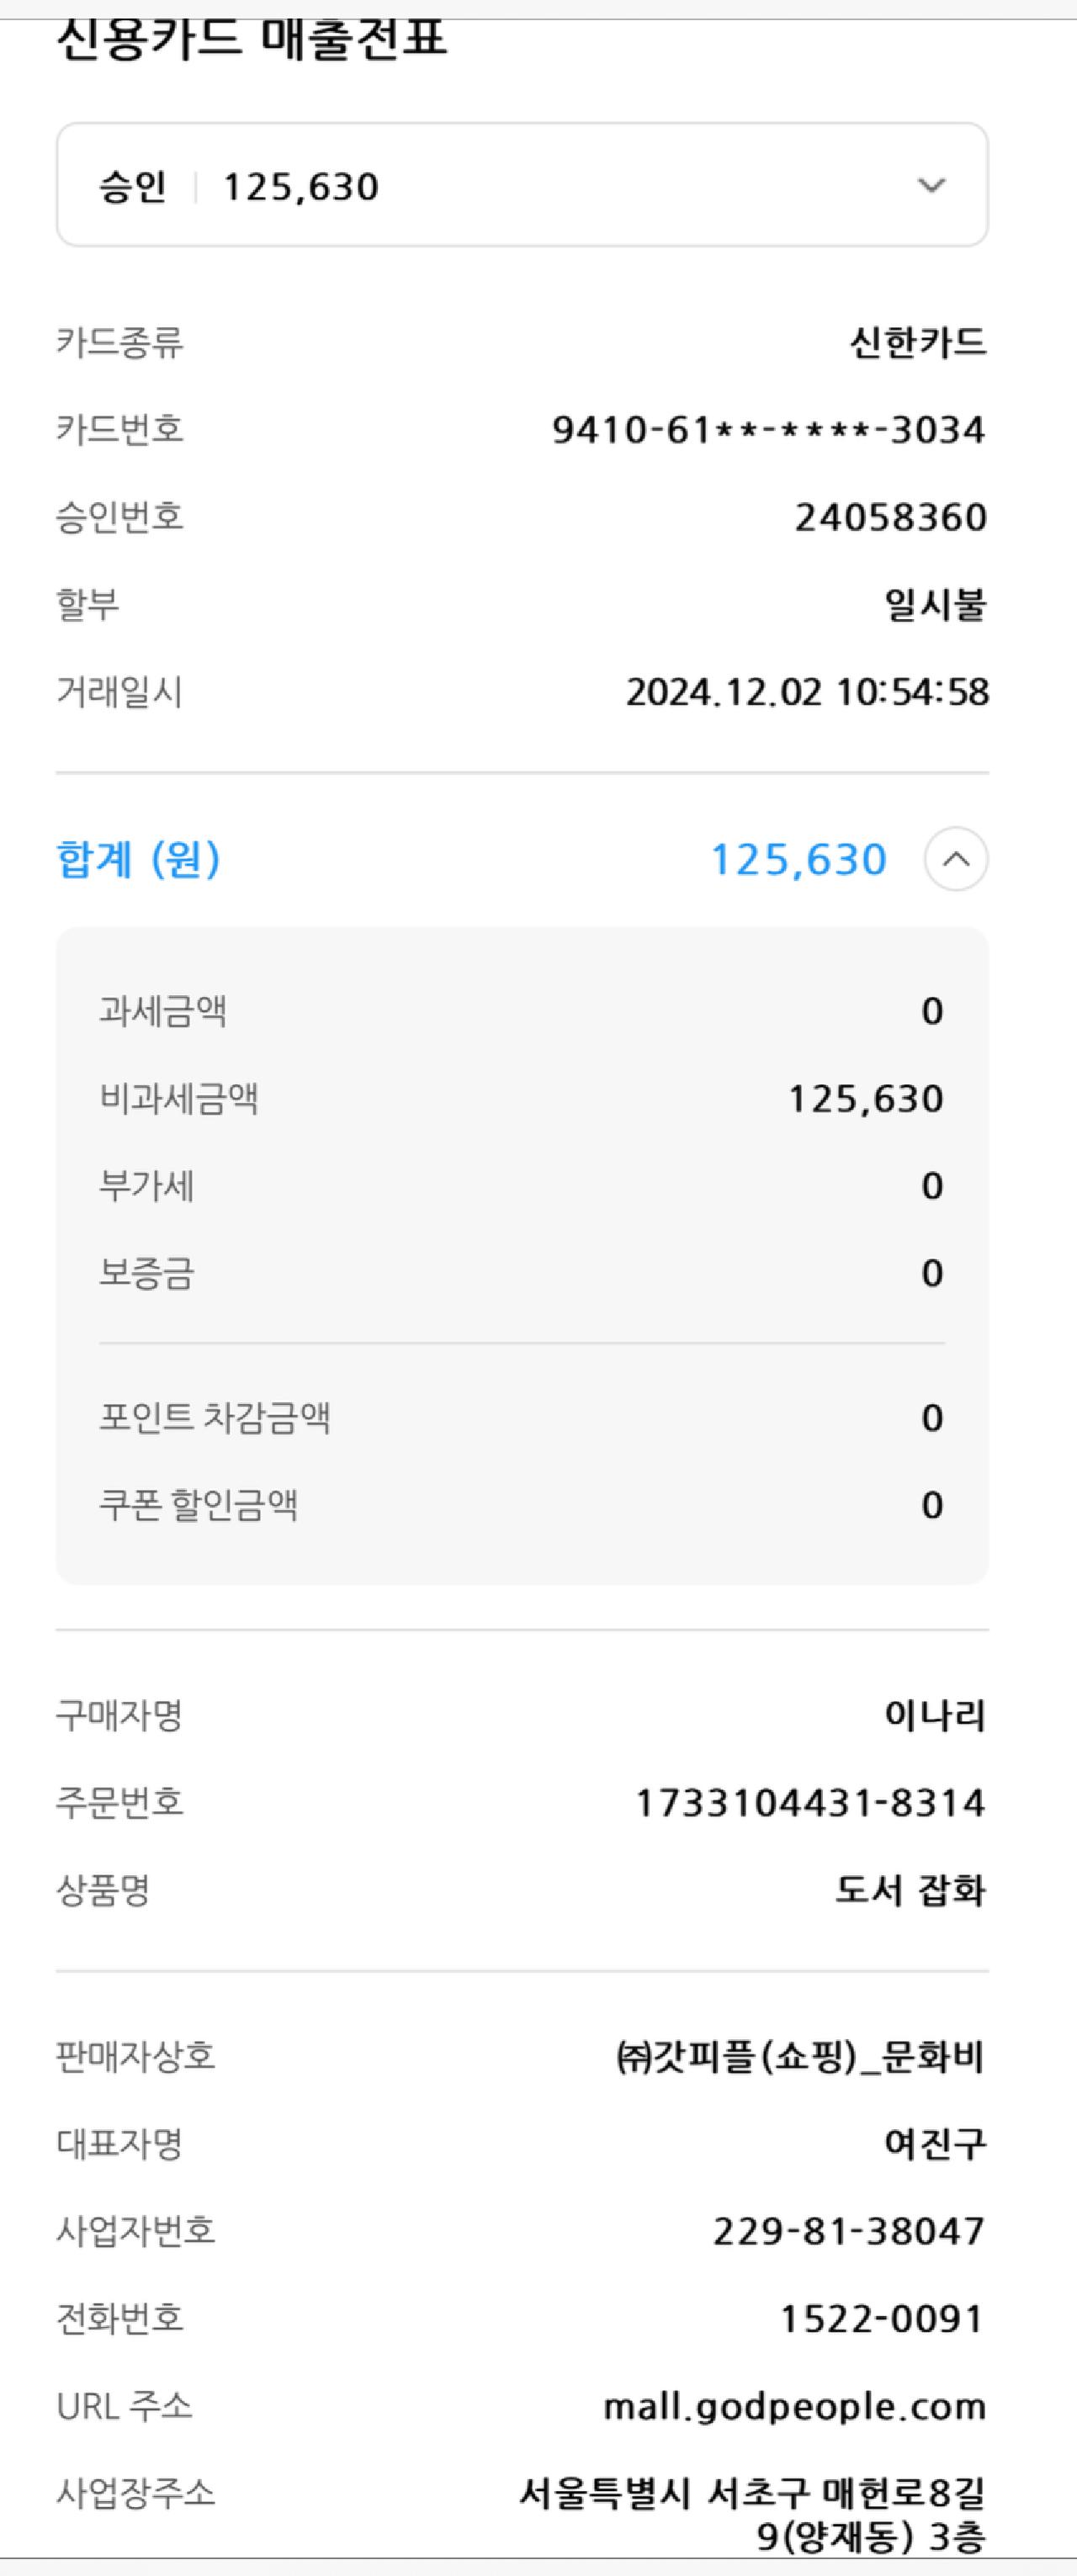 신용카드 매출전표
승인 | 125,630
카드종류 신한카드
카드번호 9410-61**-****-3034
승인번호 24058360
할부 일시불
거래일시 2024.12.02 10:54:58
합계 (원) 125,630
과세금액 0
비과세금액 125,630
부가세 0
보증금 0
포인트 차감금액 0
쿠폰 할인금액 0
구매자명 이나리
주문번호 1733104431-8314
상품명 도서 잡화
판매자상호 ㈜갓피플(쇼핑)_문화비
대표자명 여진구
사업자번호 229-81-38047
전화번호 1522-0091
URL 주소 mall.godpeople.com
사업장주소 서울특별시 서초구 매헌로8길
9(양재동) 3층